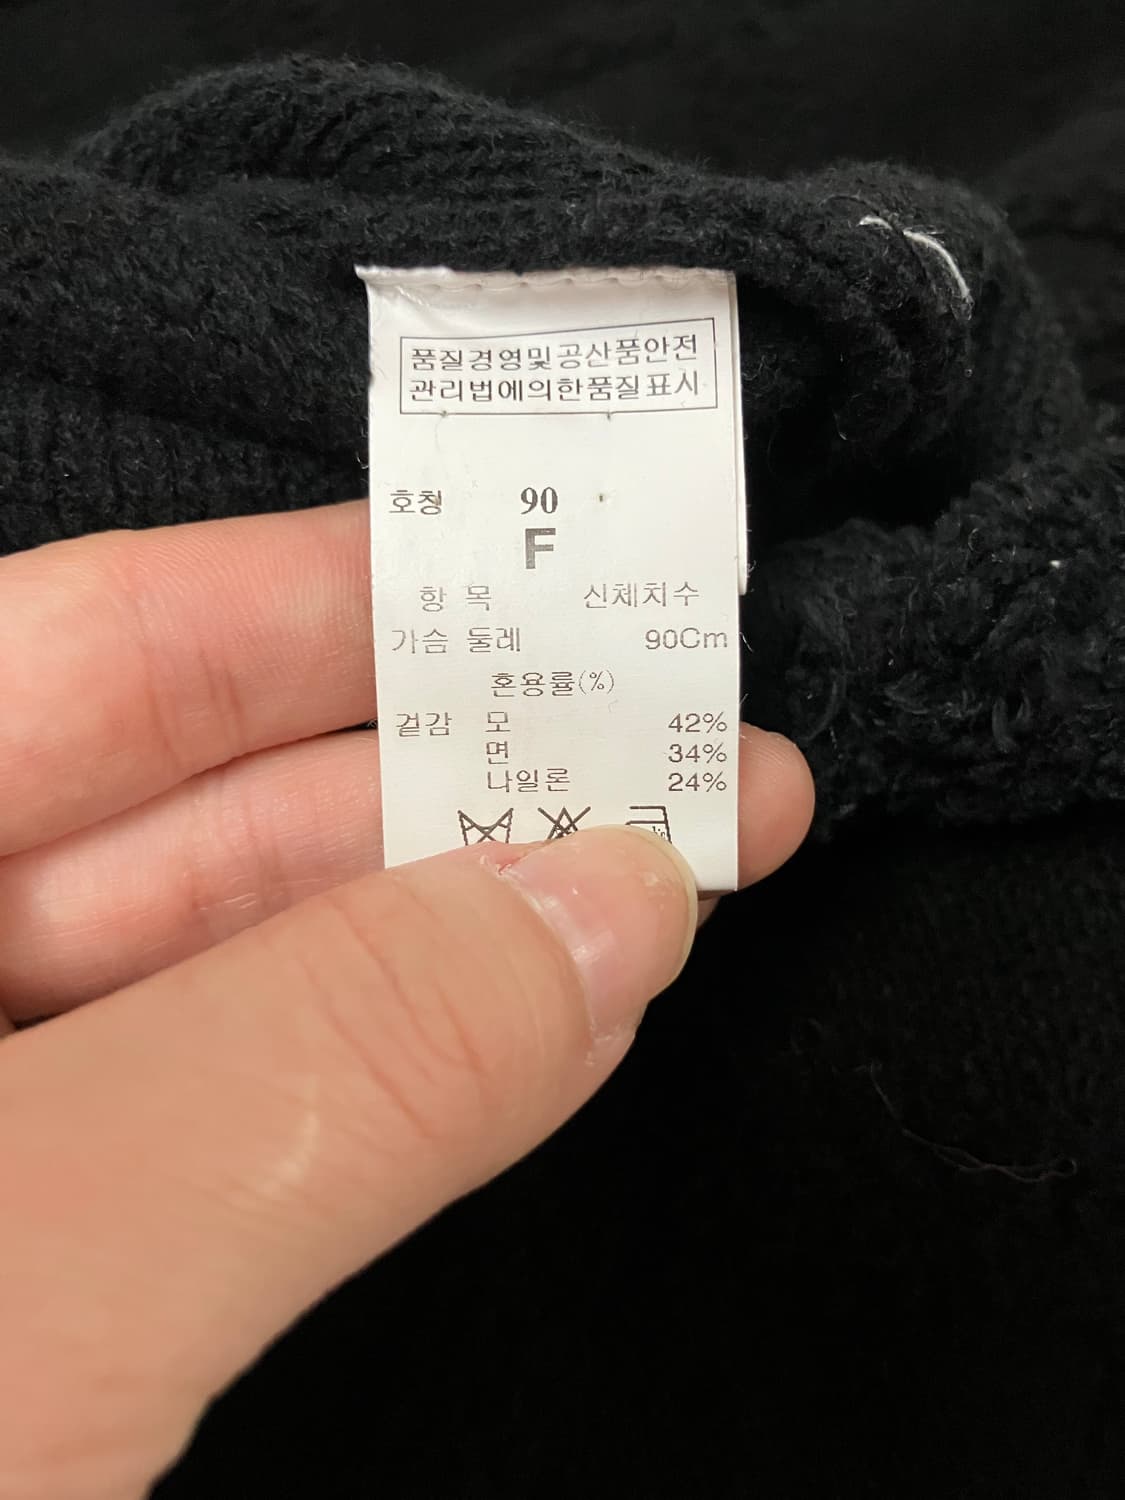 품질경영및공산품안전
관리법에의한품질표시
호칭 90
F
항 목 신체치수
가슴 둘레 90Cm
혼용률(%)
겉감 모 42%
면 34%
나일론 24%